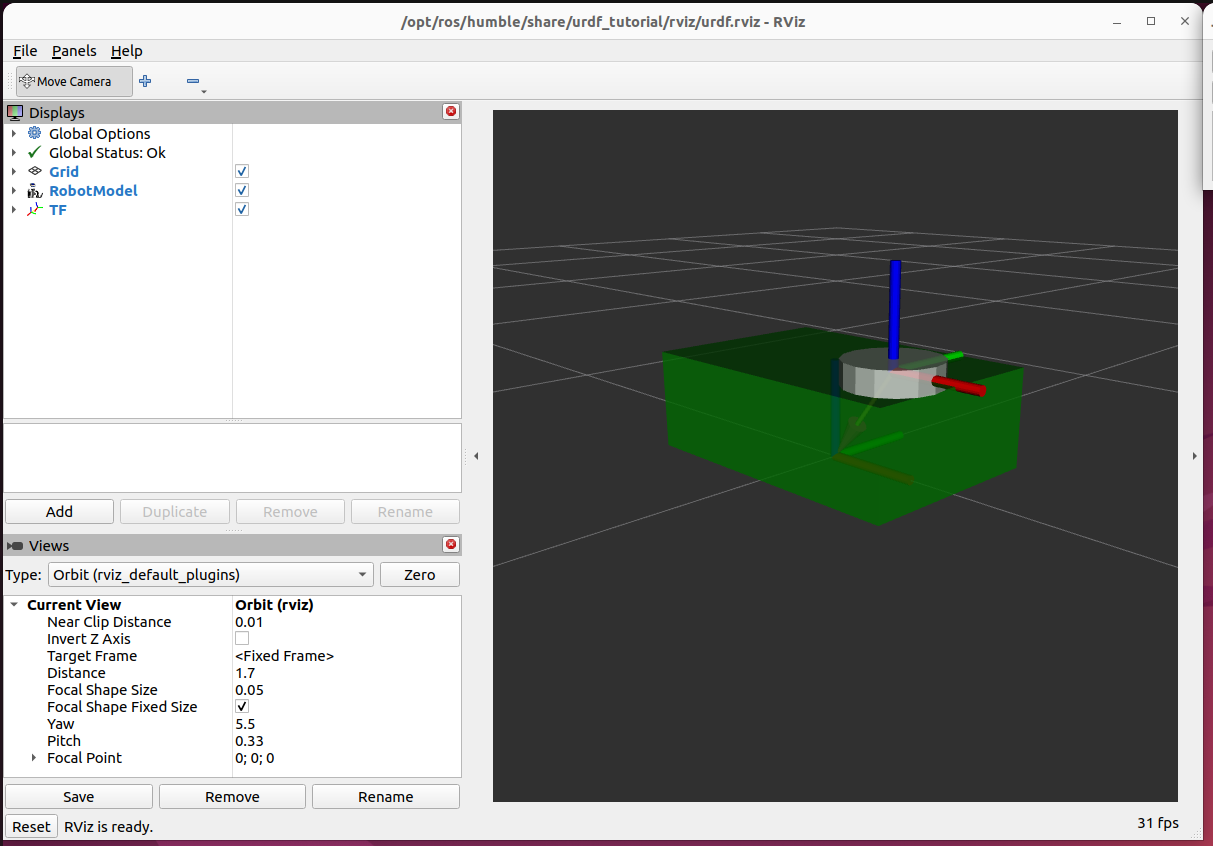 /opt/ros/humble/share/urdf_tutorial/rviz/urdf.rviz - RViz
File Panels Help
Move Camera
Displays
Global Options
Global Status: Ok
Grid
RobotModel
TF
Add Duplicate Remove Rename
Views
Type: Orbit (rviz_default_plugins) Zero
Current View Orbit (rviz)
Near Clip Distance 0.01
Invert Z Axis
Target Frame <Fixed Frame>
Distance 1.7
Focal Shape Size 0.05
Focal Shape Fixed Size
Yaw 5.5
Pitch 0.33
Focal Point 0; 0; 0
Save Remove Rename
Reset RViz is ready. 31 fps